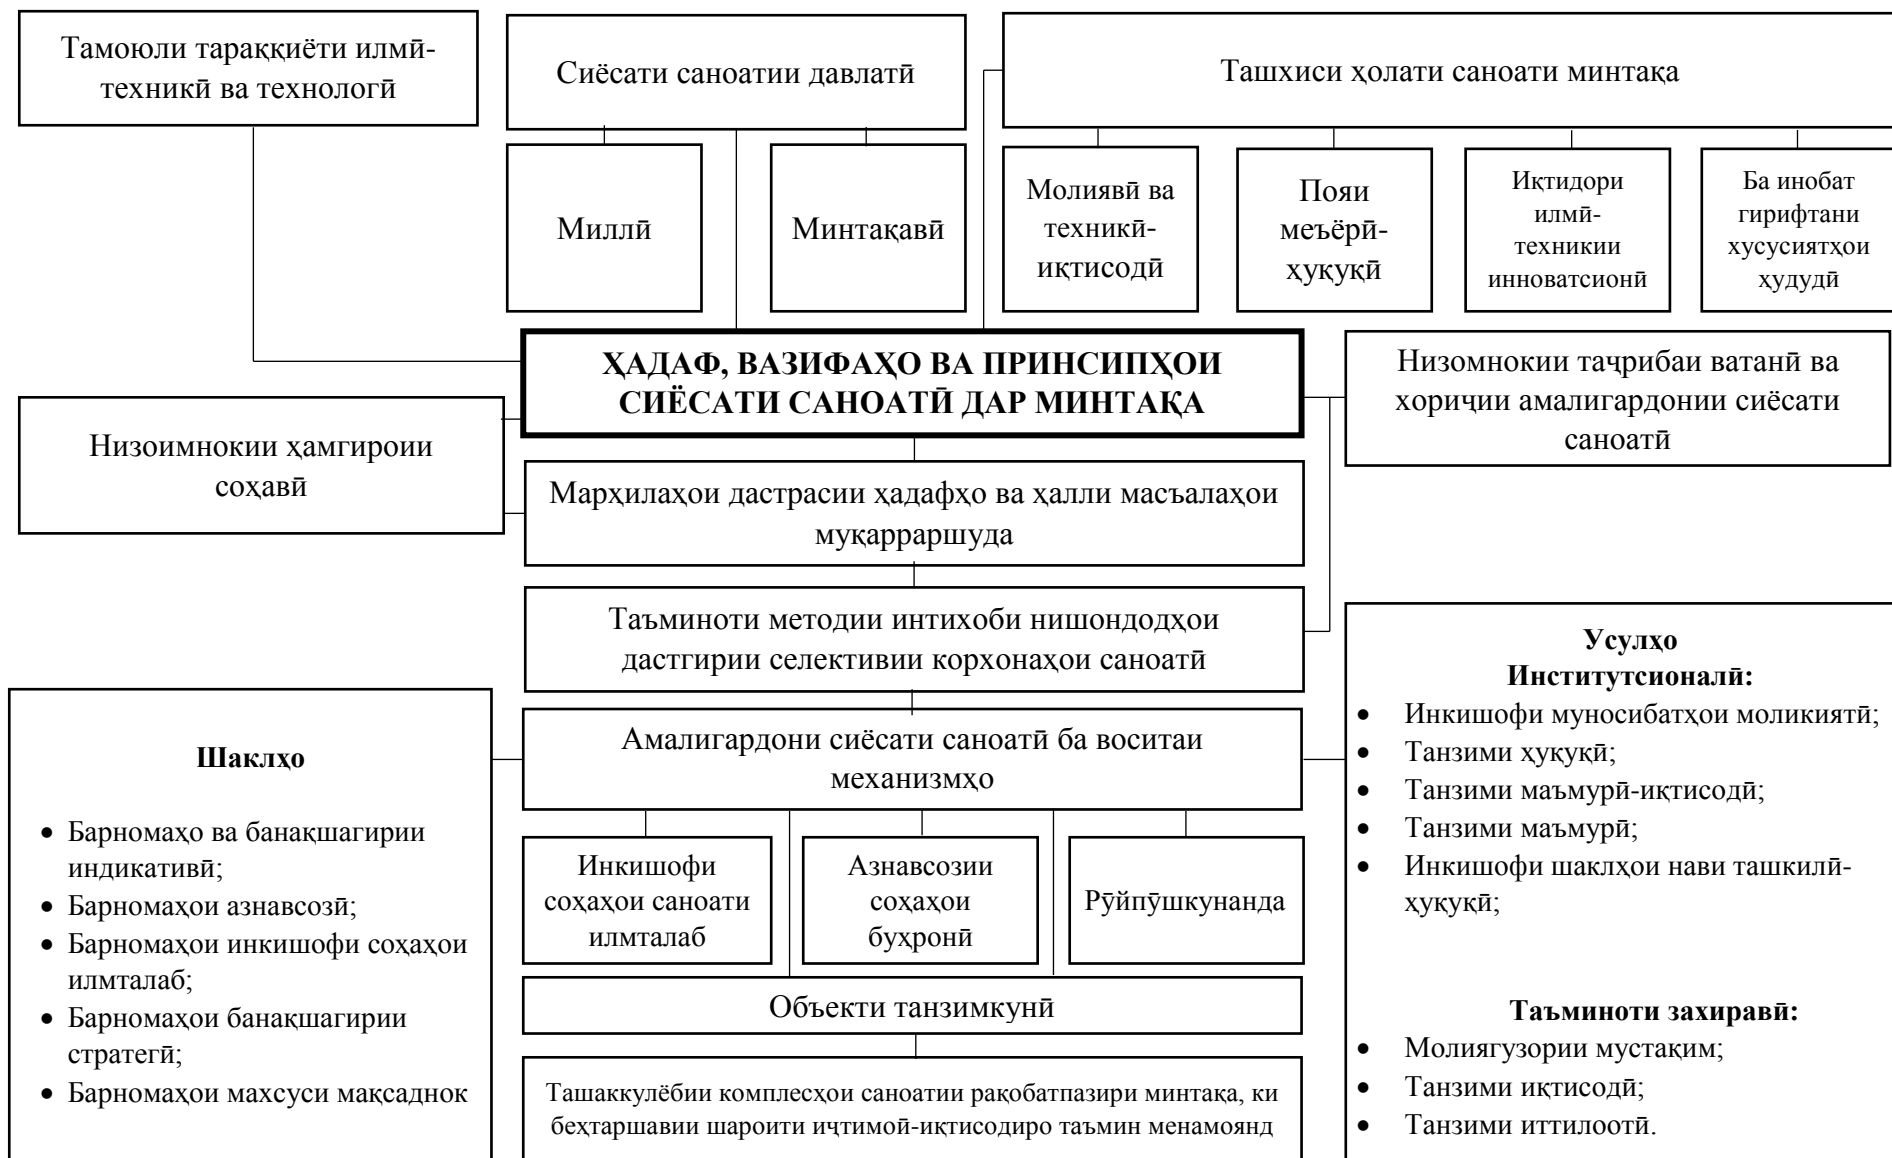 Тамоюли тараққиёти илмӣ-
техникӣ ва технологӣ
Сиёсати саноатии давлатӣ
Ташхиси ҳолати саноати минтақа
Миллӣ
Минтақавӣ
Молиявӣ ва
техникӣ-
иқтисодӣ
Пояи
меъёрӣ-
ҳуқуқӣ
Иқтидори
илмӣ-
техникии
инноватсионӣ
Ба инобат
гирифтани
хусусиятҳои
ҳудудӣ
ҲАДАФ, ВАЗИФАҲО ВА ПРИНСИПҲОИ
СИЁСАТИ САНОАТӢ ДАР МИНТАҚА
Низомнокии таҷрибаи ватанӣ ва
хориҷии амалигардонии сиёсати
саноатӣ
Низоимнокии ҳамгироии
соҳавӣ
Марҳилаҳои дастрасии ҳадафҳо ва ҳалли масъалаҳои
муқарраршуда
Таъминоти методии интихоби нишондодҳои
дастгирии селективии корхонаҳои саноатӣ
Амалигардони сиёсати саноатӣ ба воситаи
механизмҳо
Шаклҳо
• Барномаҳо ва банақшагирии
индикативӣ;
• Барномаҳои азнавсозӣ;
• Барномаҳои инкишофи соҳаҳои
илмталаб;
• Барномаҳои банақшагирии
стратегӣ;
• Барномаҳои махсуси мақсаднок
Инкишофи
соҳаҳои саноати
илмталаб
Азнавсозии
соҳаҳои
буҳронӣ
Рӯйпӯшкунанда
Объекти танзимкунӣ
Ташаккулёбии комплесҳои саноатии рақобатпазири минтақа, ки
беҳтаршавии шароити иҷтимоӣ-иқтисодиро таъмин менамоянд
Усулҳо
Институтсионалӣ:
• Инкишофи муносибатҳои моликиятӣ;
• Танзими ҳуқуқӣ;
• Танзими маъмурӣ-иқтисодӣ;
• Танзими маъмурӣ;
• Инкишофи шаклҳои нави ташкилӣ-
ҳуқуқӣ;
Таъминоти захиравӣ:
• Молиягузории мустақим;
• Танзими иқтисодӣ;
• Танзими иттилоотӣ.